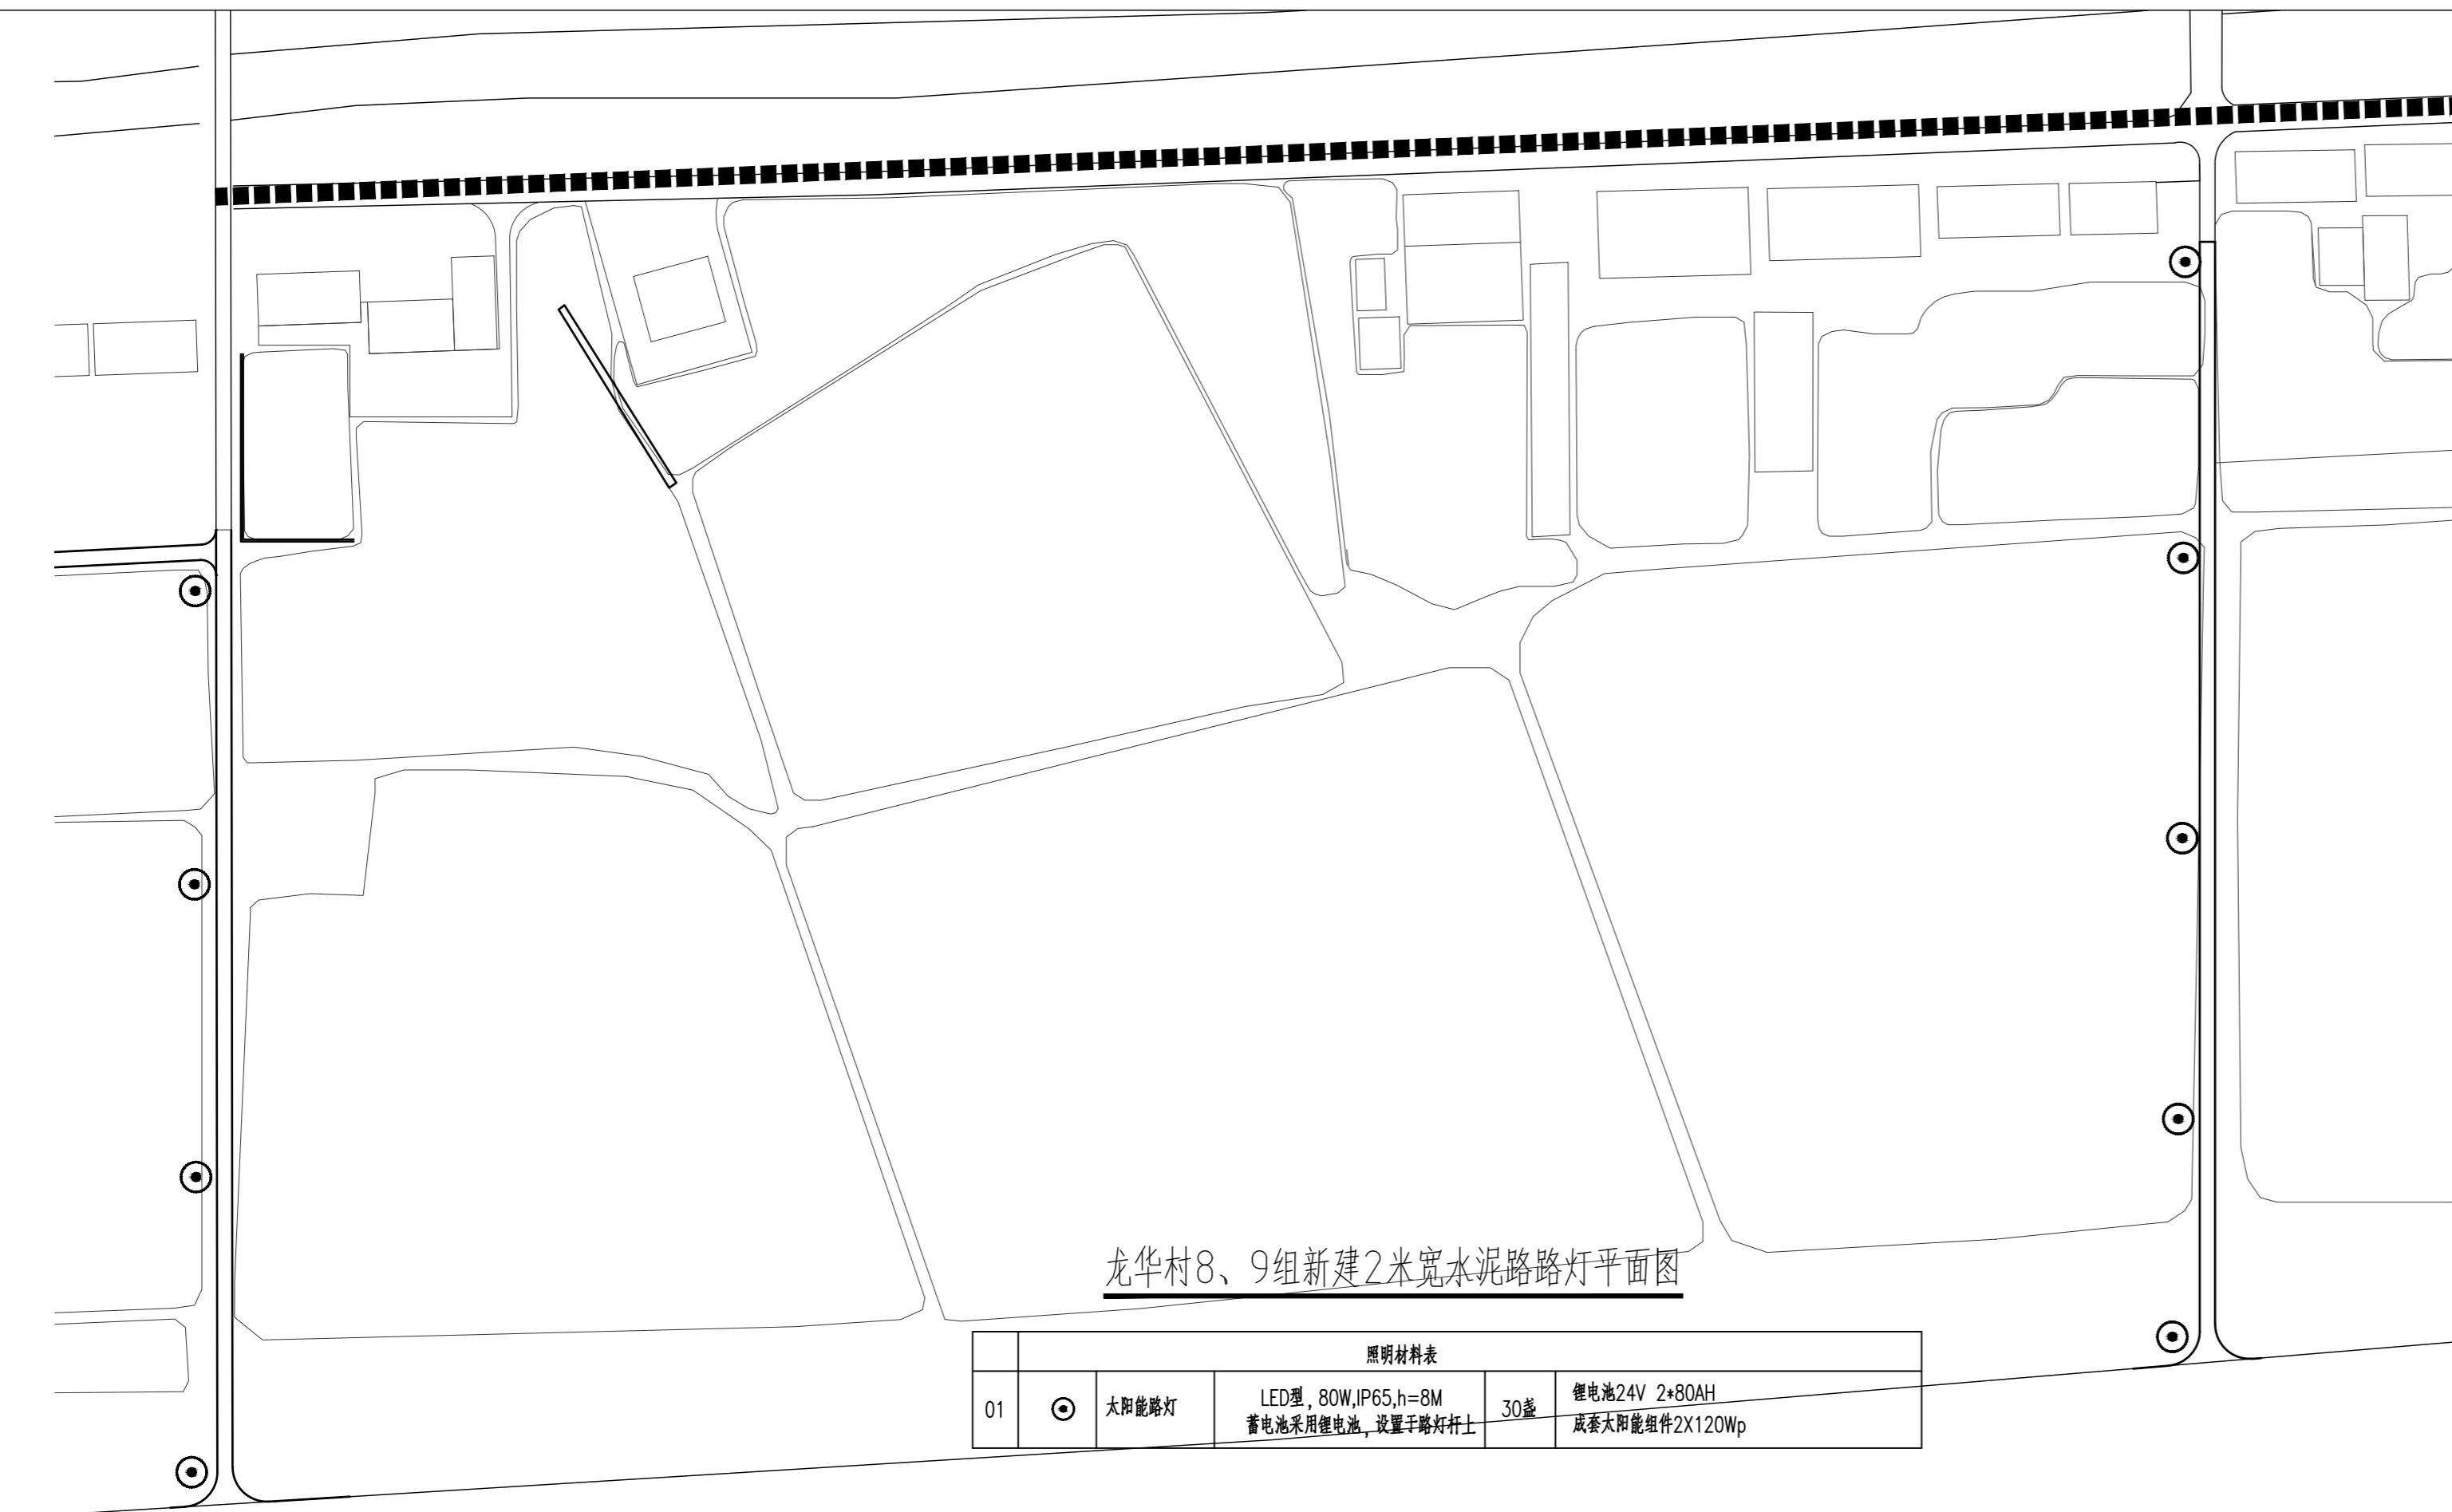 龙华村8、9组新建2米宽水泥路路灯平面图
照明材料表
01
太阳能路灯
LED型，80W,IP65,h=8M
蓄电池采用锂电池，设置于路灯杆上
30盏
锂电池24V 2*80AH
成套太阳能组件2X120Wp